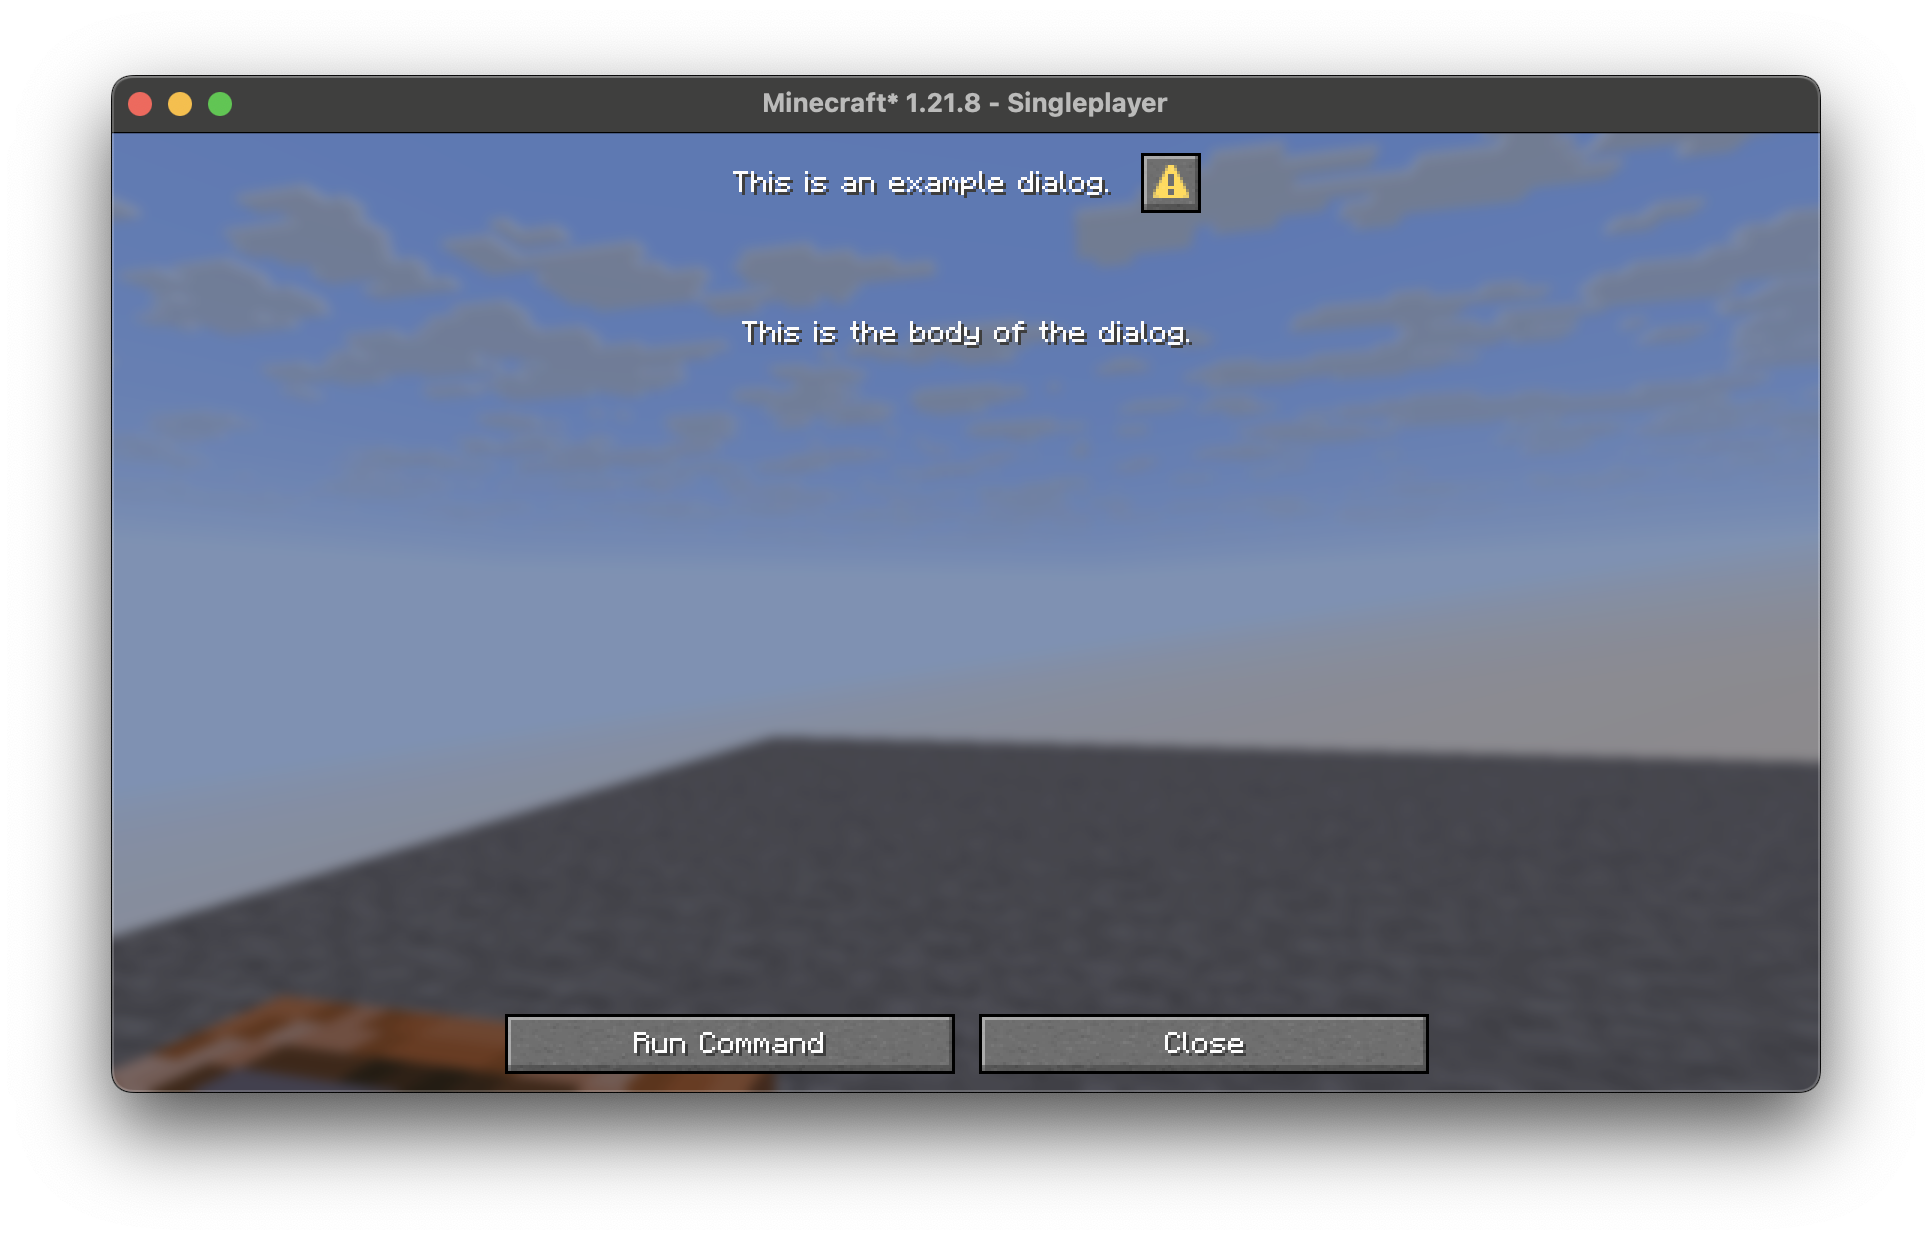 Minecraft* 1.21.8 - Singleplayer
This is an example dialog.
This is the body of the dialog.
Run Command
Close